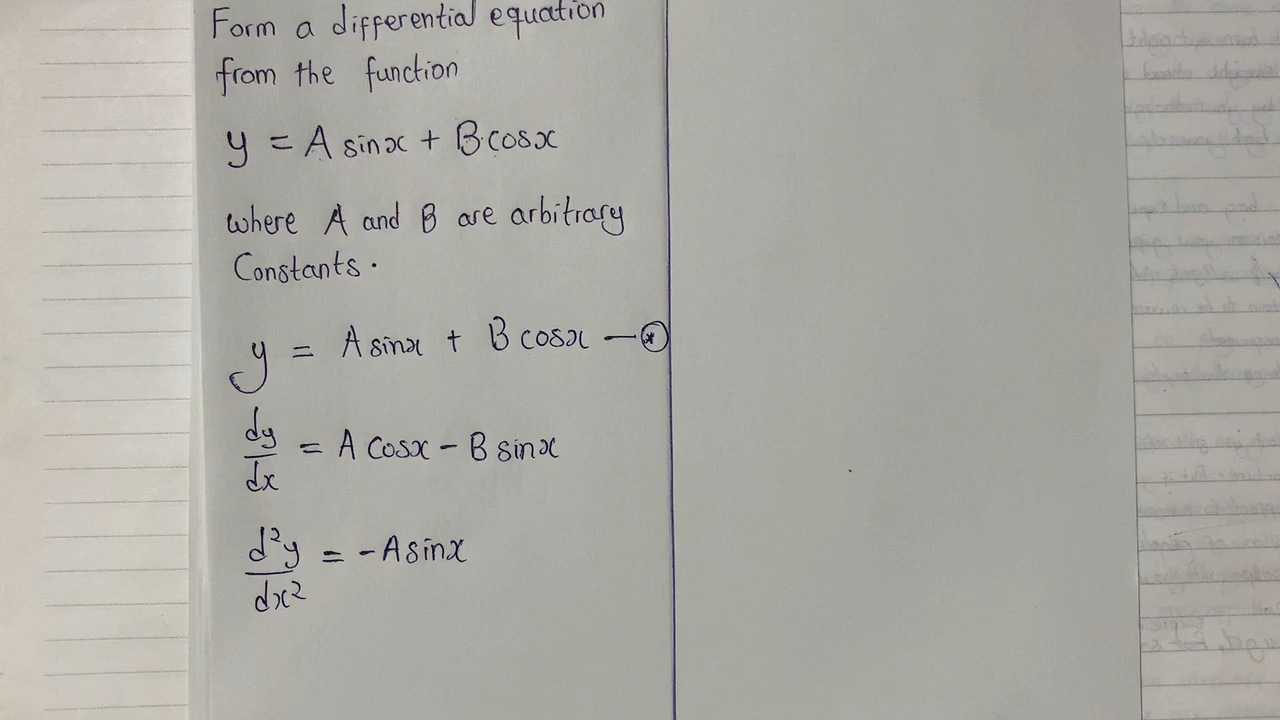 Form a differential equation
from the function
y = A sinx + B cosx
where A and B are arbitrary
Constants.
y = A sinx + B cosx — ⊛
dy/dx = A cosx - B sinx
d²y/dx² = -A sinx